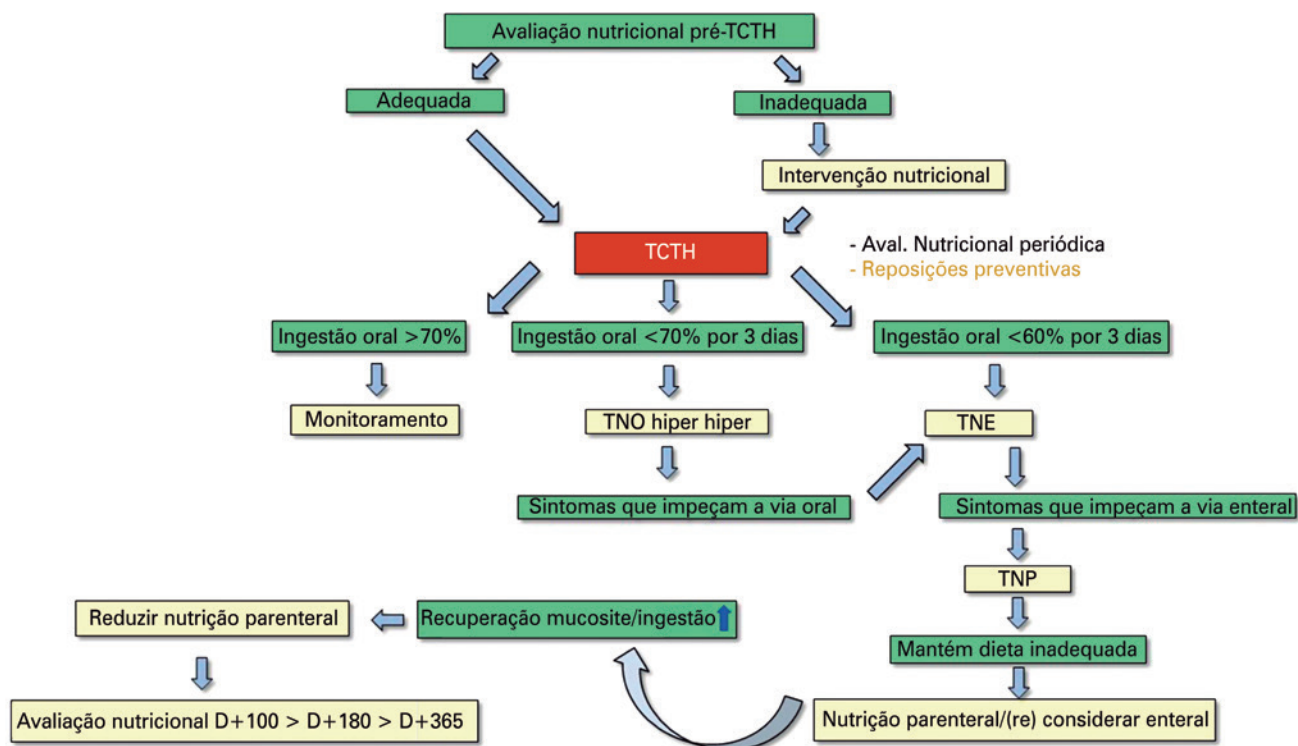 Avaliação nutricional pré-TCTH
Adequada
Inadequada
Intervenção nutricional
TCTH
- Aval. Nutricional periódica
- Reposições preventivas
Ingestão oral >70%
Ingestão oral <70% por 3 dias
Ingestão oral <60% por 3 dias
Monitoramento
TNO hiper hiper
TNE
Sintomas que impeçam a via oral
Sintomas que impeçam a via enteral
TNP
Reduzir nutrição parenteral
Recuperação mucosite/ingestão
Mantém dieta inadequada
Avaliação nutricional D+100 > D+180 > D+365
Nutrição parenteral/(re) considerar enteral